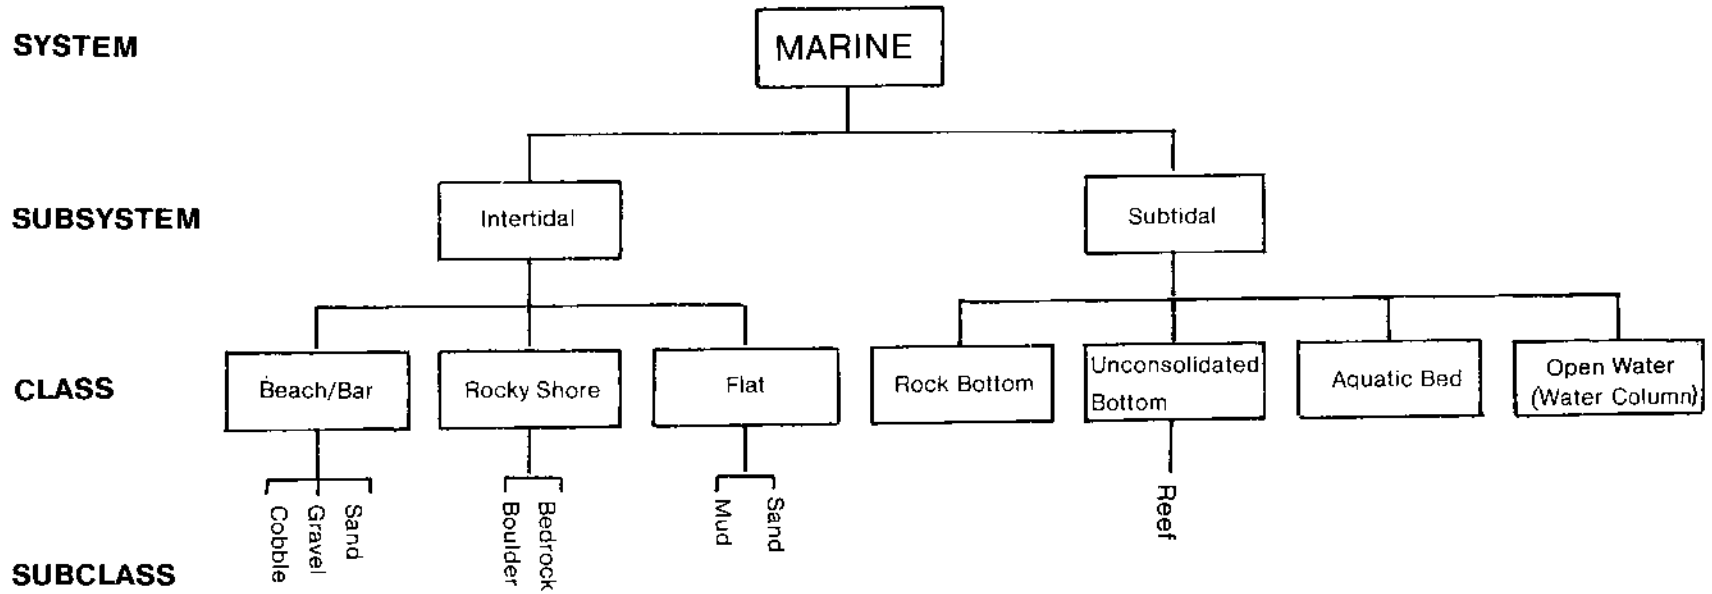 SYSTEM
MARINE
SUBSYSTEM
Intertidal
Subtidal
CLASS
Beach/Bar
Rocky Shore
Flat
Rock Bottom
Unconsolidated
Bottom
Aquatic Bed
Open Water
(Water Column)
SUBCLASS
Cobble
Gravel
Sand
Boulder
Bedrock
Mud
Sand
Reef